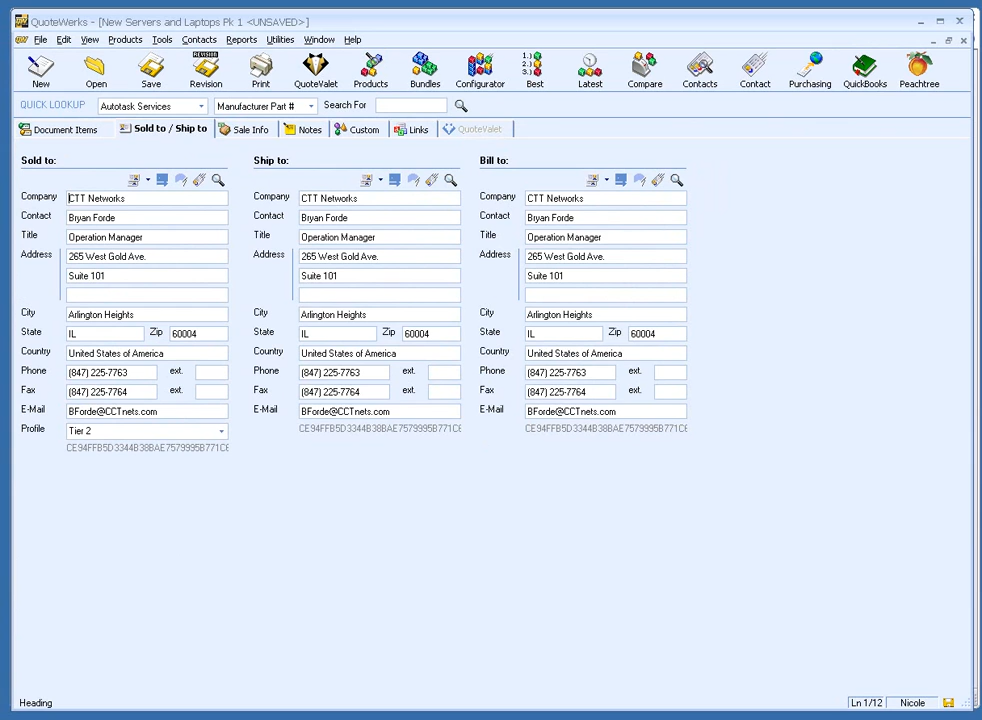 QuoteWerks - [New Servers and Laptops Pk 1 <UNSAVED>]
File Edit View Products Tools Contacts Reports Utilities Window Help
REVISION
1.)
2.)
3.)
New Open Save Revision Print QuoteValet Products Bundles Configurator Best Latest Compare Contacts Contact Purchasing QuickBooks Peachtree
QUICK LOOKUP Autotask Services Manufacturer Part # Search For
Document Items Sold to / Ship to Sale Info Notes Custom Links QuoteValet
Sold to: Ship to: Bill to:
Company CTT Networks Company CTT Networks Company CTT Networks
Contact Bryan Forde Contact Bryan Forde Contact Bryan Forde
Title Operation Manager Title Operation Manager Title Operation Manager
Address 265 West Gold Ave. Address 265 West Gold Ave. Address 265 West Gold Ave.
Suite 101 Suite 101 Suite 101
City Arlington Heights City Arlington Heights City Arlington Heights
State IL Zip 60004 State IL Zip 60004 State IL Zip 60004
Country United States of America Country United States of America Country United States of America
Phone (847) 225-7763 ext. Phone (847) 225-7763 ext. Phone (847) 225-7763 ext.
Fax (847) 225-7764 ext. Fax (847) 225-7764 ext. Fax (847) 225-7764 ext.
E-Mail BForde@CCTnets.com E-Mail BForde@CCTnets.com E-Mail BForde@CCTnets.com
Profile Tier 2 CE94FFB5D3344B38BAE7579995B771C6 CE94FFB5D3344B38BAE7579995B771C6
CE94FFB5D3344B38BAE7579995B771C6
Heading Ln 1/12 Nicole